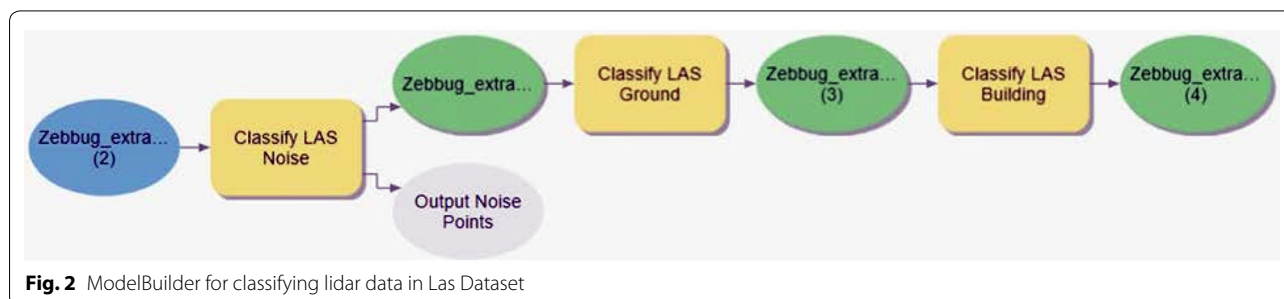 Zebbug_extra...
(2)
Classify LAS
Noise
Zebbug_extra...
Output Noise
Points
Classify LAS
Ground
Zebbug_extra...
(3)
Classify LAS
Building
Zebbug_extra...
(4)
Fig. 2 ModelBuilder for classifying lidar data in Las Dataset